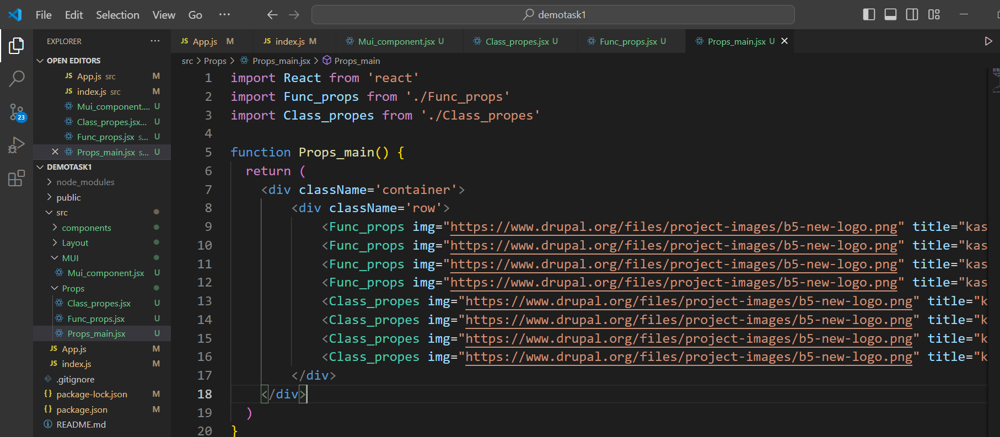 File Edit Selection View Go ··· demotask1
EXPLORER ···
OPEN EDITORS
JS App.js src M
JS index.js src M
Mui_component.... U
Class_propes.jsx... U
Func_props.jsx s... U
Props_main.jsx s... U
DEMOTASK1
node_modules
public
src
components
Layout
MUI
Mui_component.jsx U
Props
Class_propes.jsx U
Func_props.jsx U
Props_main.jsx U
JS App.js M
JS index.js M
.gitignore
{} package-lock.json M
{} package.json M
README.md
23
JS App.js M JS index.js M Mui_component.jsx U Class_propes.jsx U Func_props.jsx U Props_main.jsx U
src > Props > Props_main.jsx > Props_main
1 import React from 'react'
2 import Func_props from './Func_props'
3 import Class_propes from './Class_propes'
4
5 function Props_main() {
6 return (
7 <div className='container'>
8 <div className='row'>
9 <Func_props img="https://www.drupal.org/files/project-images/b5-new-logo.png" title="kas
10 <Func_props img="https://www.drupal.org/files/project-images/b5-new-logo.png" title="kas
11 <Func_props img="https://www.drupal.org/files/project-images/b5-new-logo.png" title="kas
12 <Func_props img="https://www.drupal.org/files/project-images/b5-new-logo.png" title="kas
13 <Class_propes img="https://www.drupal.org/files/project-images/b5-new-logo.png" title="k
14 <Class_propes img="https://www.drupal.org/files/project-images/b5-new-logo.png" title="k
15 <Class_propes img="https://www.drupal.org/files/project-images/b5-new-logo.png" title="k
16 <Class_propes img="https://www.drupal.org/files/project-images/b5-new-logo.png" title="k
17 </div>
18 </div>
19 )
20 }